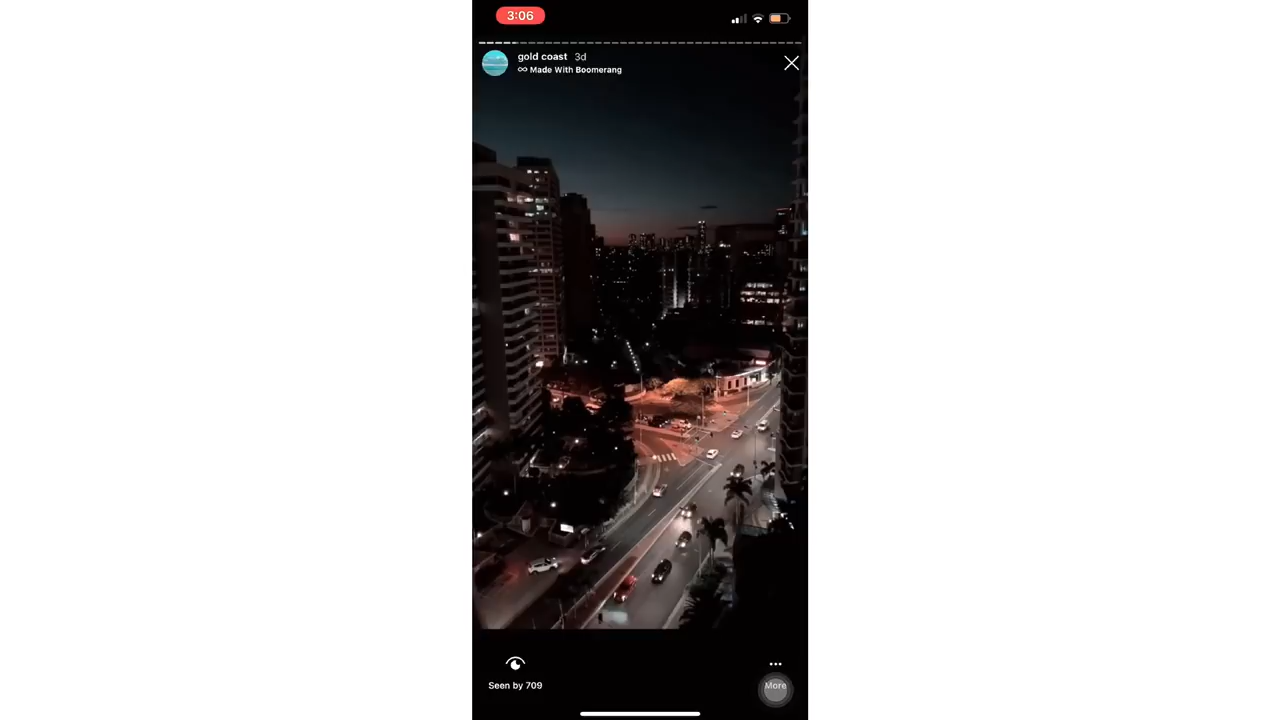 3:06
gold coast 3d
∞ Made With Boomerang
Seen by 709
More